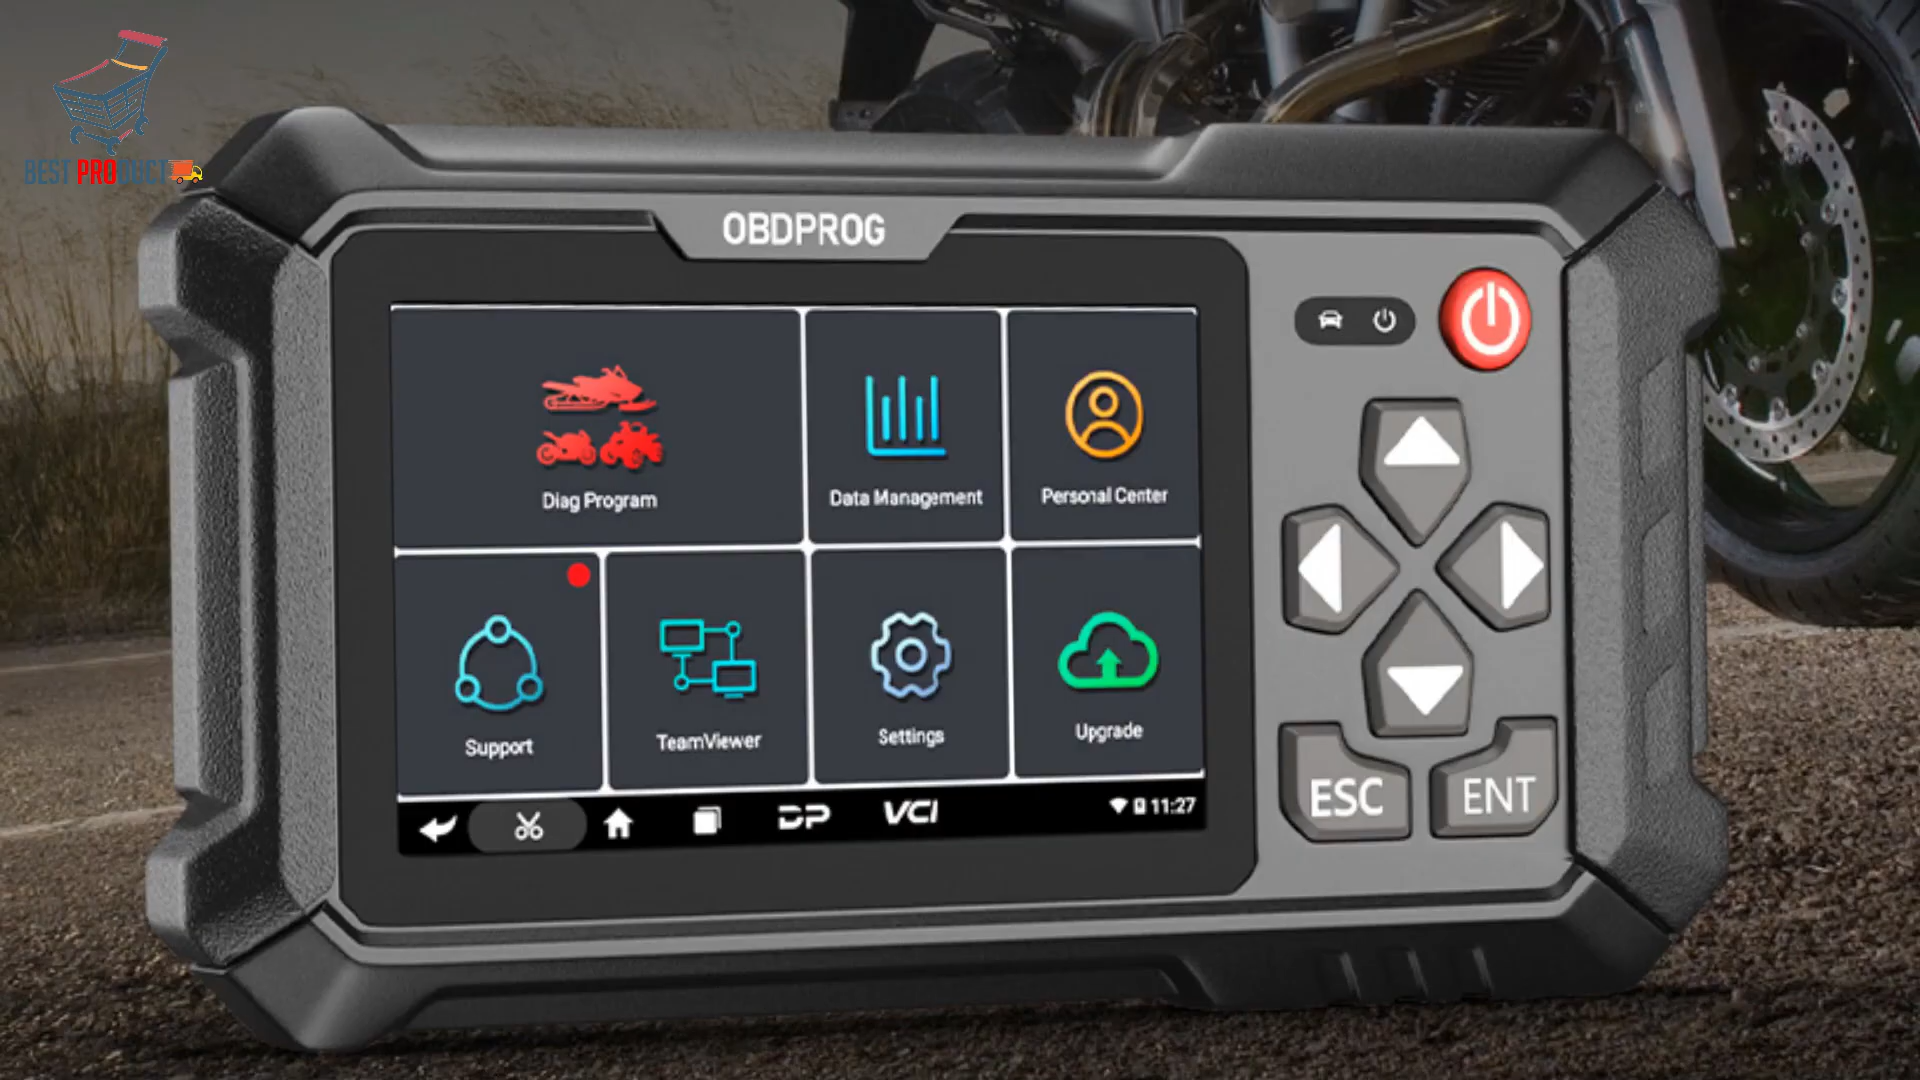 BEST PRODUCT
OBDPROG
Diag Program
Data Management
Personal Center
Support
TeamViewer
Settings
Upgrade
DP
VCI
11:27
ESC
ENT